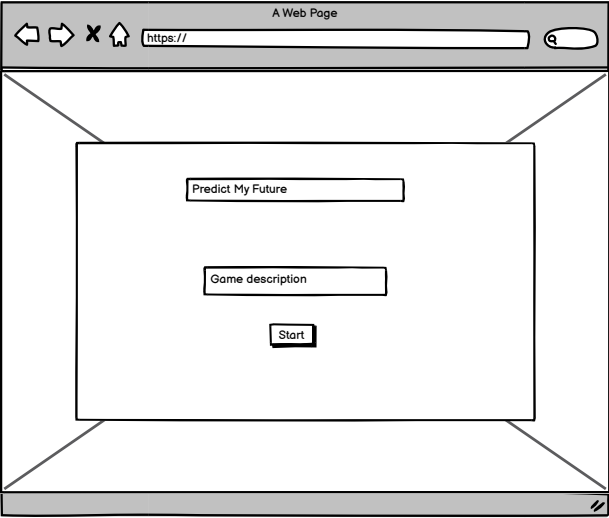 A Web Page
https://
Predict My Future
Game description
Start